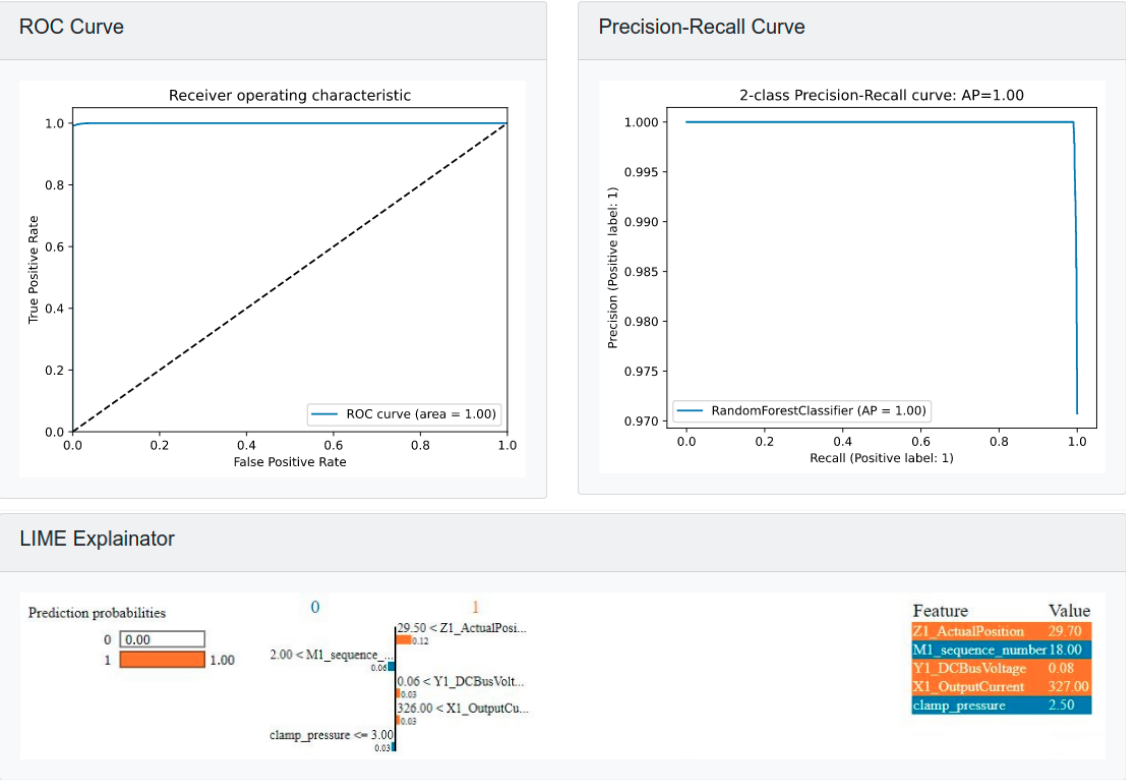 ROC Curve
Receiver operating characteristic
1.0
0.8
0.6
0.4
0.2
0.0
True Positive Rate
0.0 0.2 0.4 0.6 0.8 1.0
False Positive Rate
ROC curve (area = 1.00)
Precision-Recall Curve
2-class Precision-Recall curve: AP=1.00
1.000
0.995
0.990
0.985
0.980
0.975
0.970
Precision (Positive label: 1)
0.0 0.2 0.4 0.6 0.8 1.0
Recall (Positive label: 1)
RandomForestClassifier (AP = 1.00)
LIME Explainator
Prediction probabilities
0 0.00
1 1.00
0 1
29.50 < Z1_ActualPosi...
0.12
2.00 < M1_sequence_...
0.06
0.06 < Y1_DCBusVolt...
0.03
326.00 < X1_OutputCu...
0.03
clamp_pressure <= 3.00
0.03
Feature Value
Z1_ActualPosition 29.70
M1_sequence_number 18.00
Y1_DCBusVoltage 0.08
X1_OutputCurrent 327.00
clamp_pressure 2.50